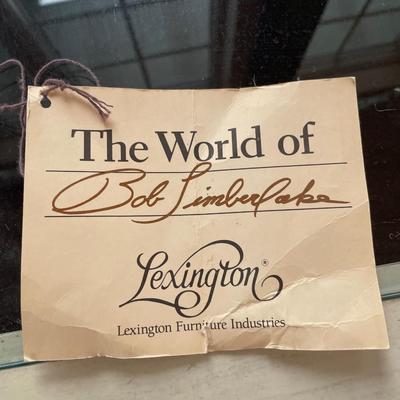 The World of
Bob Timberlake
Lexington®
Lexington Furniture Industries